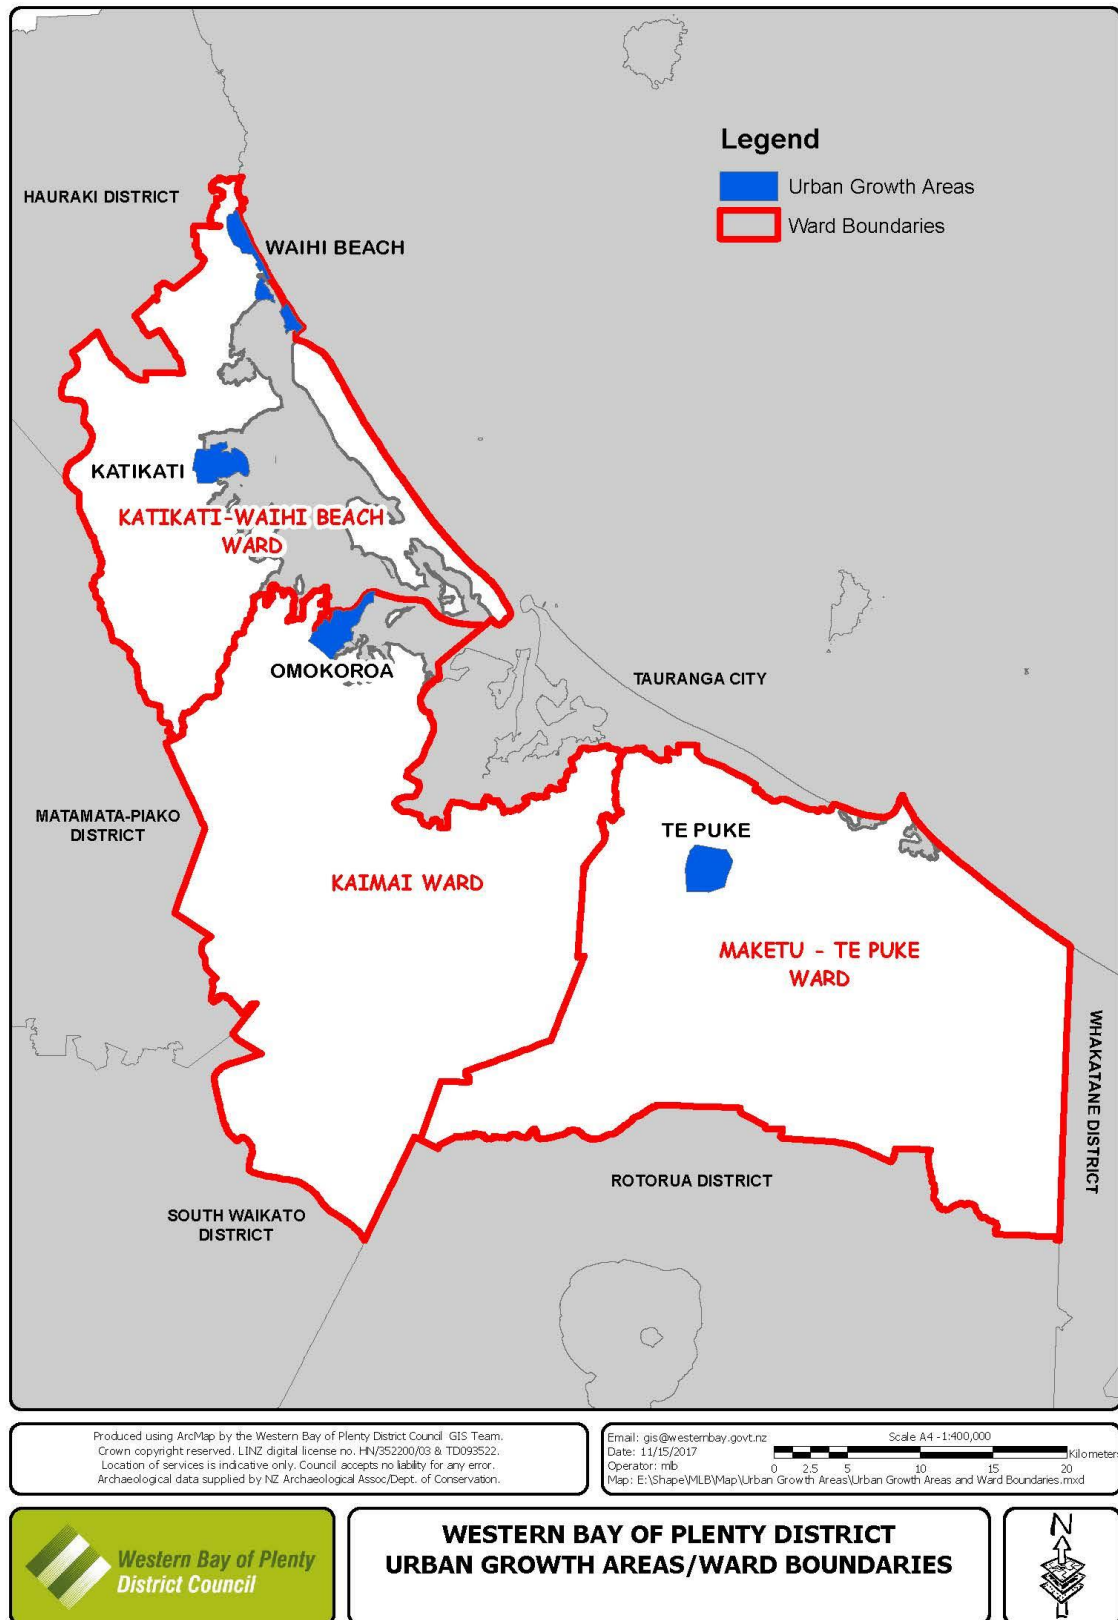 Legend
Urban Growth Areas
Ward Boundaries
HAURAKI DISTRICT
WAIHI BEACH
KATIKATI
KATIKATI-WAIHI BEACH
WARD
OMOKOROA
TAURANGA CITY
MATAMATA-PIAKO
DISTRICT
TE PUKE
KAIMAI WARD
MAKETU - TE PUKE
WARD
WHAKATANE DISTRICT
ROTORUA DISTRICT
SOUTH WAIKATO
DISTRICT
Produced using ArcMap by the Western Bay of Plenty District Council GIS Team.
Crown copyright reserved. LINZ digital license no. HN/352200/03 & TD093522.
Location of services is indicative only. Council accepts no liability for any error.
Archaeological data supplied by NZ Archaeological Assoc/Dept. of Conservation.
Email: gis@westernbay.govt.nz
Date: 11/15/2017
Operator: mlb
Map: E:\Shape\MLB\Map\Urban Growth Areas\Urban Growth Areas and Ward Boundaries.mxd
Scale A4 -1:400,000
Kilometers
0 2.5 5 10 15 20
Western Bay of Plenty
District Council
WESTERN BAY OF PLENTY DISTRICT
URBAN GROWTH AREAS/WARD BOUNDARIES
N